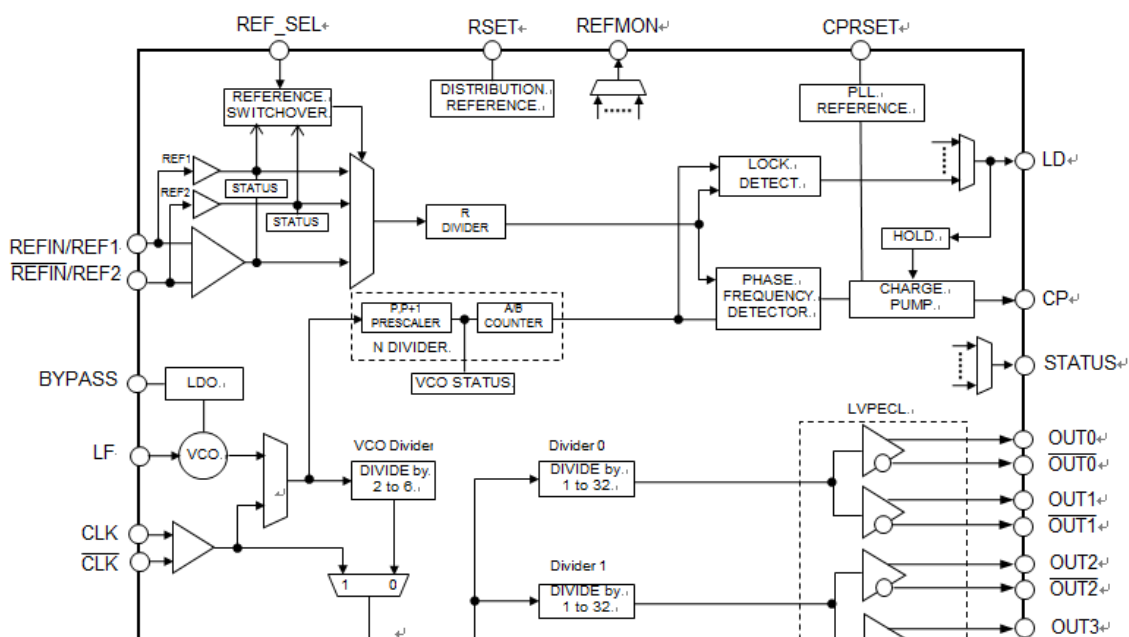 REF_SEL
RSET
REFMON
CPRSET
REFERENCE.
SWITCHOVER.
DISTRIBUTION.
REFERENCE.
PLL.
REFERENCE.
REF1
STATUS
REF2
STATUS
LOCK.
DETECT.
LD
R
DIVIDER
HOLD.
REFIN/REF1
REFIN/REF2
PHASE.
FREQUENCY.
DETECTOR.
CHARGE.
PUMP.
CP
P,P+1
PRESCALER
A/B
COUNTER
N DIVIDER.
VCO STATUS.
STATUS
BYPASS
LDO.
LVPECL.
LF
VCO.
VCO Divider
DIVIDE by.
2 to 6.
Divider 0
DIVIDE by.
1 to 32.
OUT0
OUT0
OUT1
OUT1
CLK
CLK
1 0
Divider 1
DIVIDE by.
1 to 32.
OUT2
OUT2
OUT3